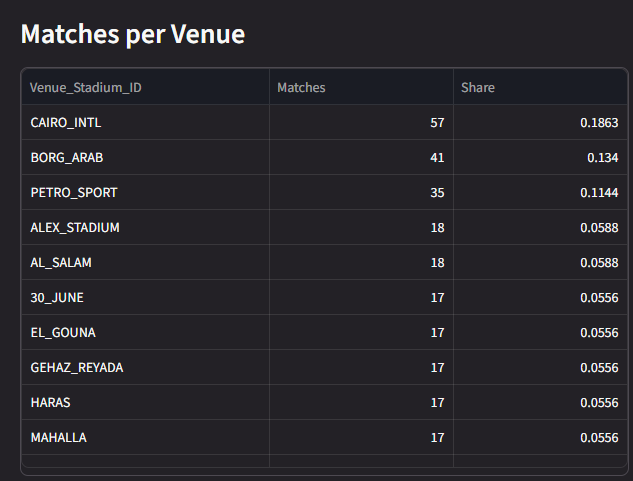 Matches per Venue
Venue_Stadium_ID Matches Share
CAIRO_INTL 57 0.1863
BORG_ARAB 41 0.134
PETRO_SPORT 35 0.1144
ALEX_STADIUM 18 0.0588
AL_SALAM 18 0.0588
30_JUNE 17 0.0556
EL_GOUNA 17 0.0556
GEHAZ_REYADA 17 0.0556
HARAS 17 0.0556
MAHALLA 17 0.0556